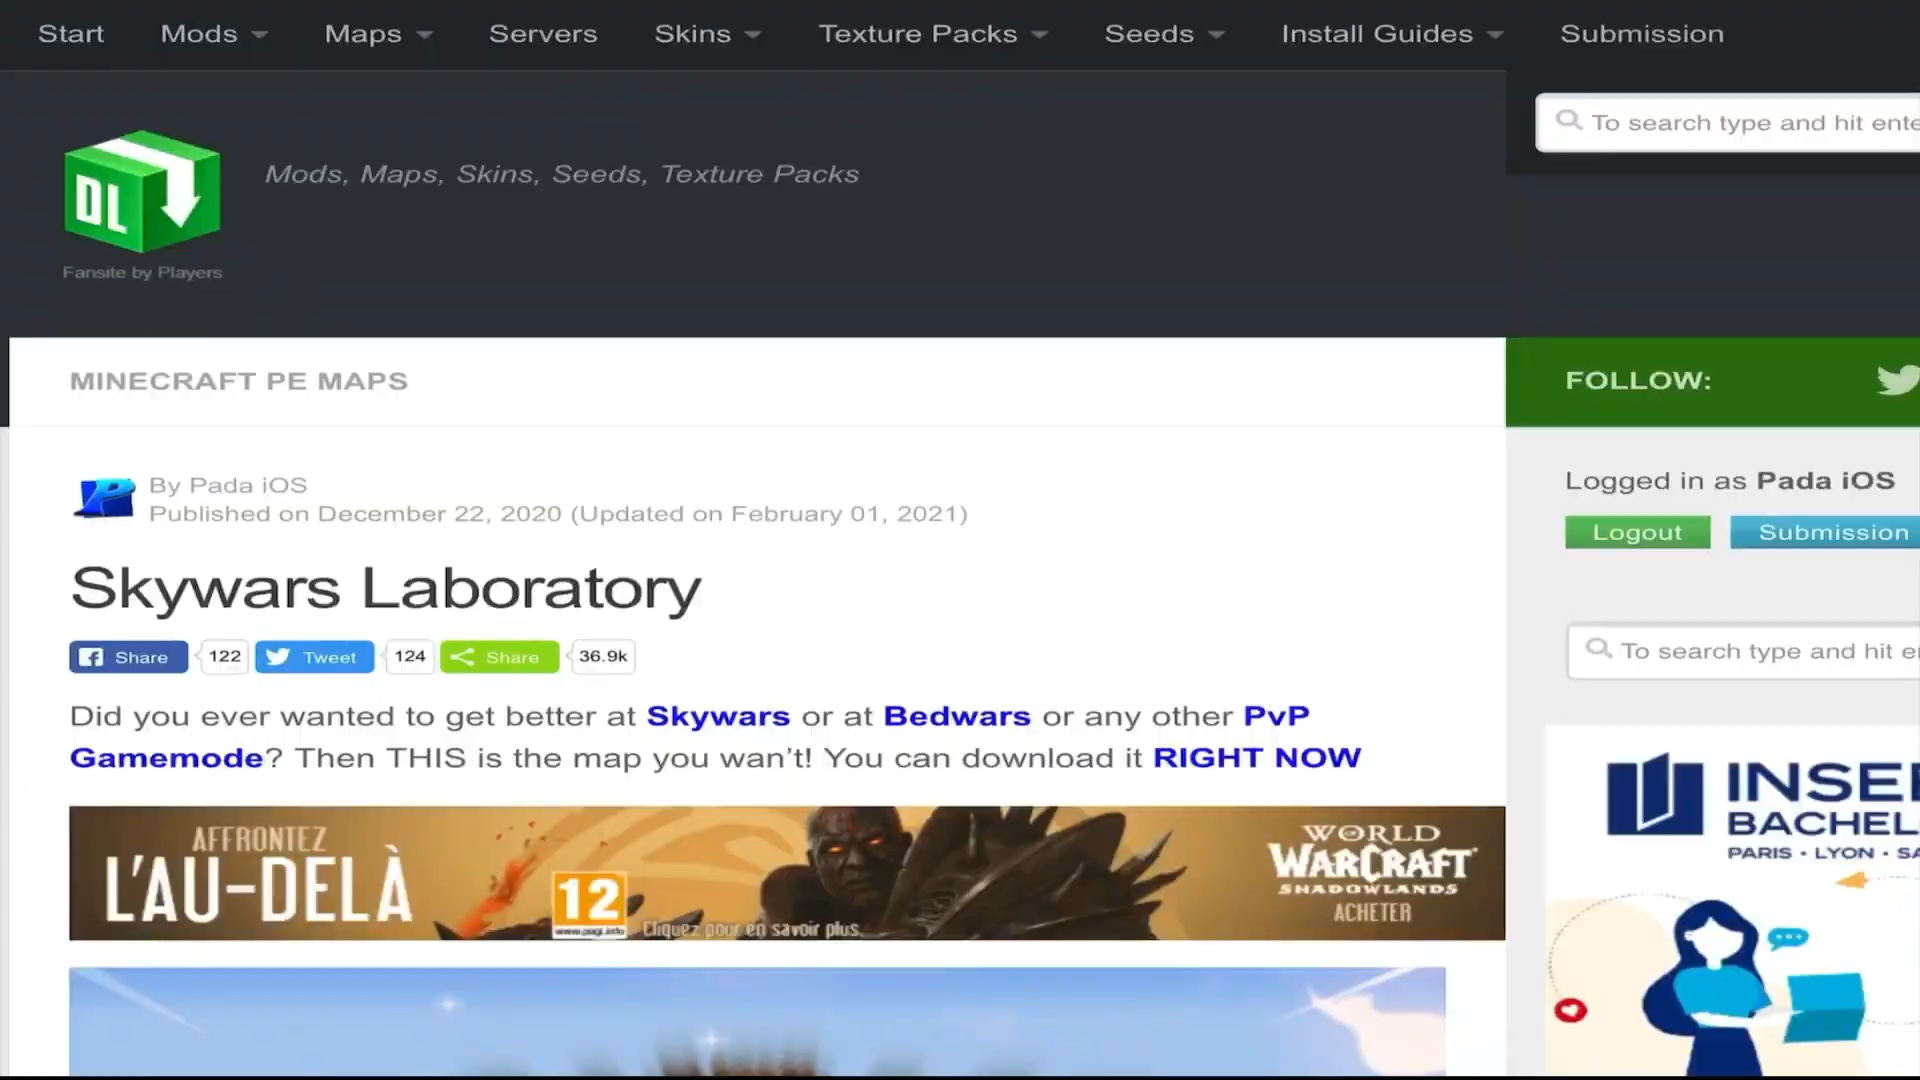 Start Mods Maps Servers Skins Texture Packs Seeds Install Guides Submission
To search type and hit ente
DL
Mods, Maps, Skins, Seeds, Texture Packs
Fansite by Players
MINECRAFT PE MAPS
FOLLOW:
By Pada iOS
Published on December 22, 2020 (Updated on February 01, 2021)
Logged in as Pada iOS
Logout Submission
Skywars Laboratory
Share 122 Tweet 124 Share 36.9k
To search type and hit e
Did you ever wanted to get better at Skywars or at Bedwars or any other PvP
Gamemode? Then THIS is the map you wan’t! You can download it RIGHT NOW
AFFRONTEZ
L'AU-DELÀ
12
www.pegi.info
Cliquez pour en savoir plus.
WORLD
WARCRAFT
SHADOWLANDS
ACHETER
INSEE
BACHEL
PARIS • LYON • SA